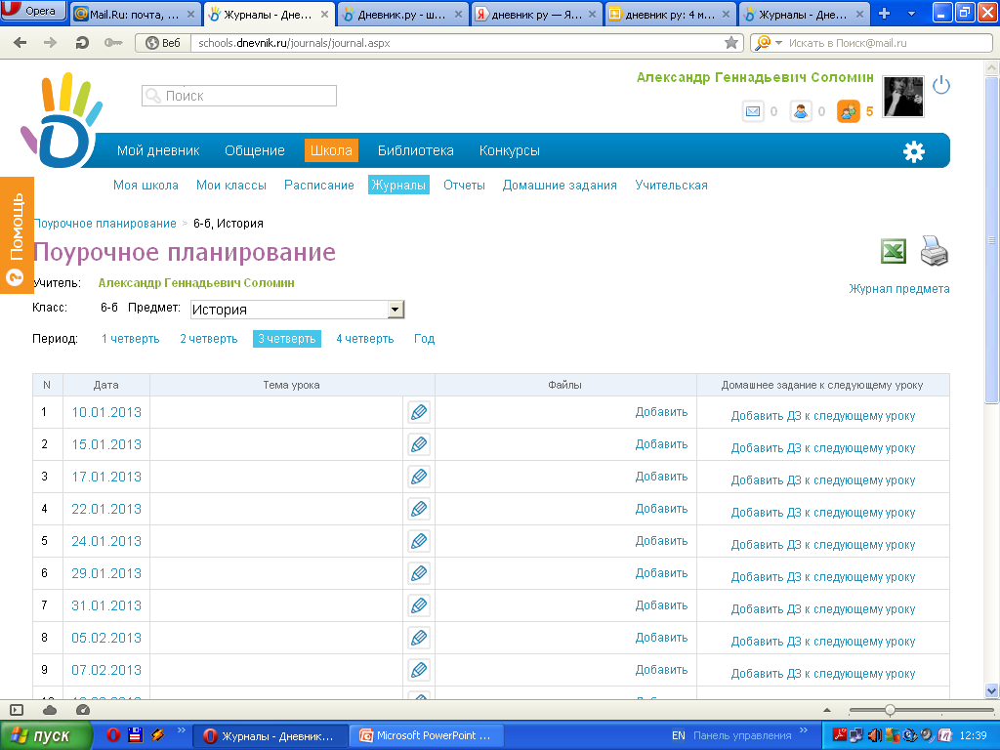 Opera
Mail.Ru: почта, ...
Журналы - Дне...
Дневник.ру - ш...
дневник ру — Я...
дневник ру: 4 м...
Журналы - Дне...
Веб
schools.dnevnik.ru/journals/journal.aspx
Искать в Поиск@mail.ru
Александр Геннадьевич Соломин
Поиск
0 0 5
Мой дневник Общение Школа Библиотека Конкурсы
Моя школа Мои классы Расписание Журналы Отчеты Домашние задания Учительская
Помощь
Поурочное планирование > 6-б, История
Поурочное планирование
Учитель: Александр Геннадьевич Соломин
Журнал предмета
Класс: 6-б Предмет: История
Период: 1 четверть 2 четверть 3 четверть 4 четверть Год
N Дата Тема урока Файлы Домашнее задание к следующему уроку
1 10.01.2013 Добавить Добавить ДЗ к следующему уроку
2 15.01.2013 Добавить Добавить ДЗ к следующему уроку
3 17.01.2013 Добавить Добавить ДЗ к следующему уроку
4 22.01.2013 Добавить Добавить ДЗ к следующему уроку
5 24.01.2013 Добавить Добавить ДЗ к следующему уроку
6 29.01.2013 Добавить Добавить ДЗ к следующему уроку
7 31.01.2013 Добавить Добавить ДЗ к следующему уроку
8 05.02.2013 Добавить Добавить ДЗ к следующему уроку
9 07.02.2013 Добавить Добавить ДЗ к следующему уроку
пуск
Журналы - Дневник...
Microsoft PowerPoint ...
EN
Панель управления
12:39